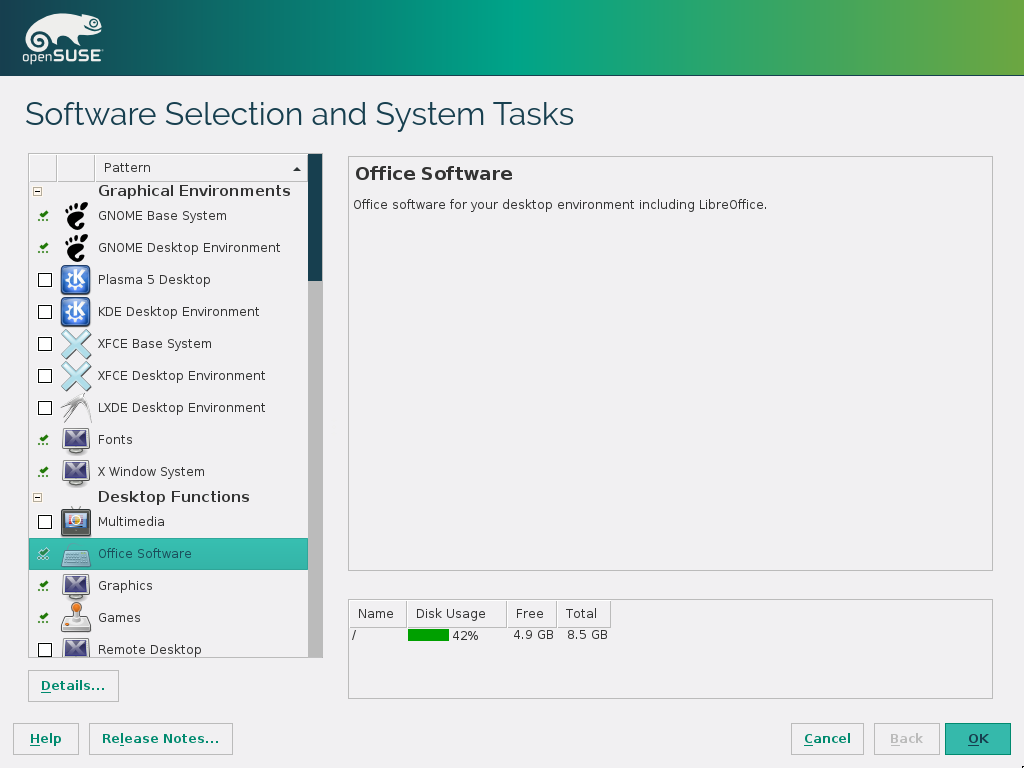 openSUSE
Software Selection and System Tasks
Pattern
Graphical Environments
GNOME Base System
GNOME Desktop Environment
Plasma 5 Desktop
KDE Desktop Environment
XFCE Base System
XFCE Desktop Environment
LXDE Desktop Environment
Fonts
X Window System
Desktop Functions
Multimedia
Office Software
Graphics
Games
Remote Desktop
Details...
Office Software
Office software for your desktop environment including LibreOffice.
Name Disk Usage Free Total
/ 42% 4.9 GB 8.5 GB
Help Release Notes... Cancel Back OK